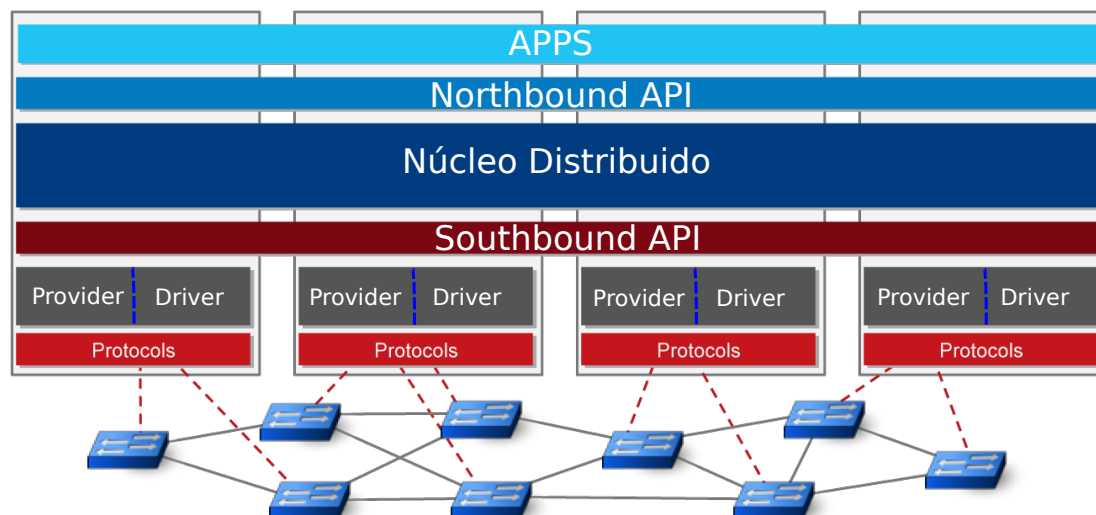 APPS
Northbound API
Núcleo Distribuido
Southbound API
Provider Driver Provider Driver Provider Driver Provider Driver
Protocols Protocols Protocols Protocols